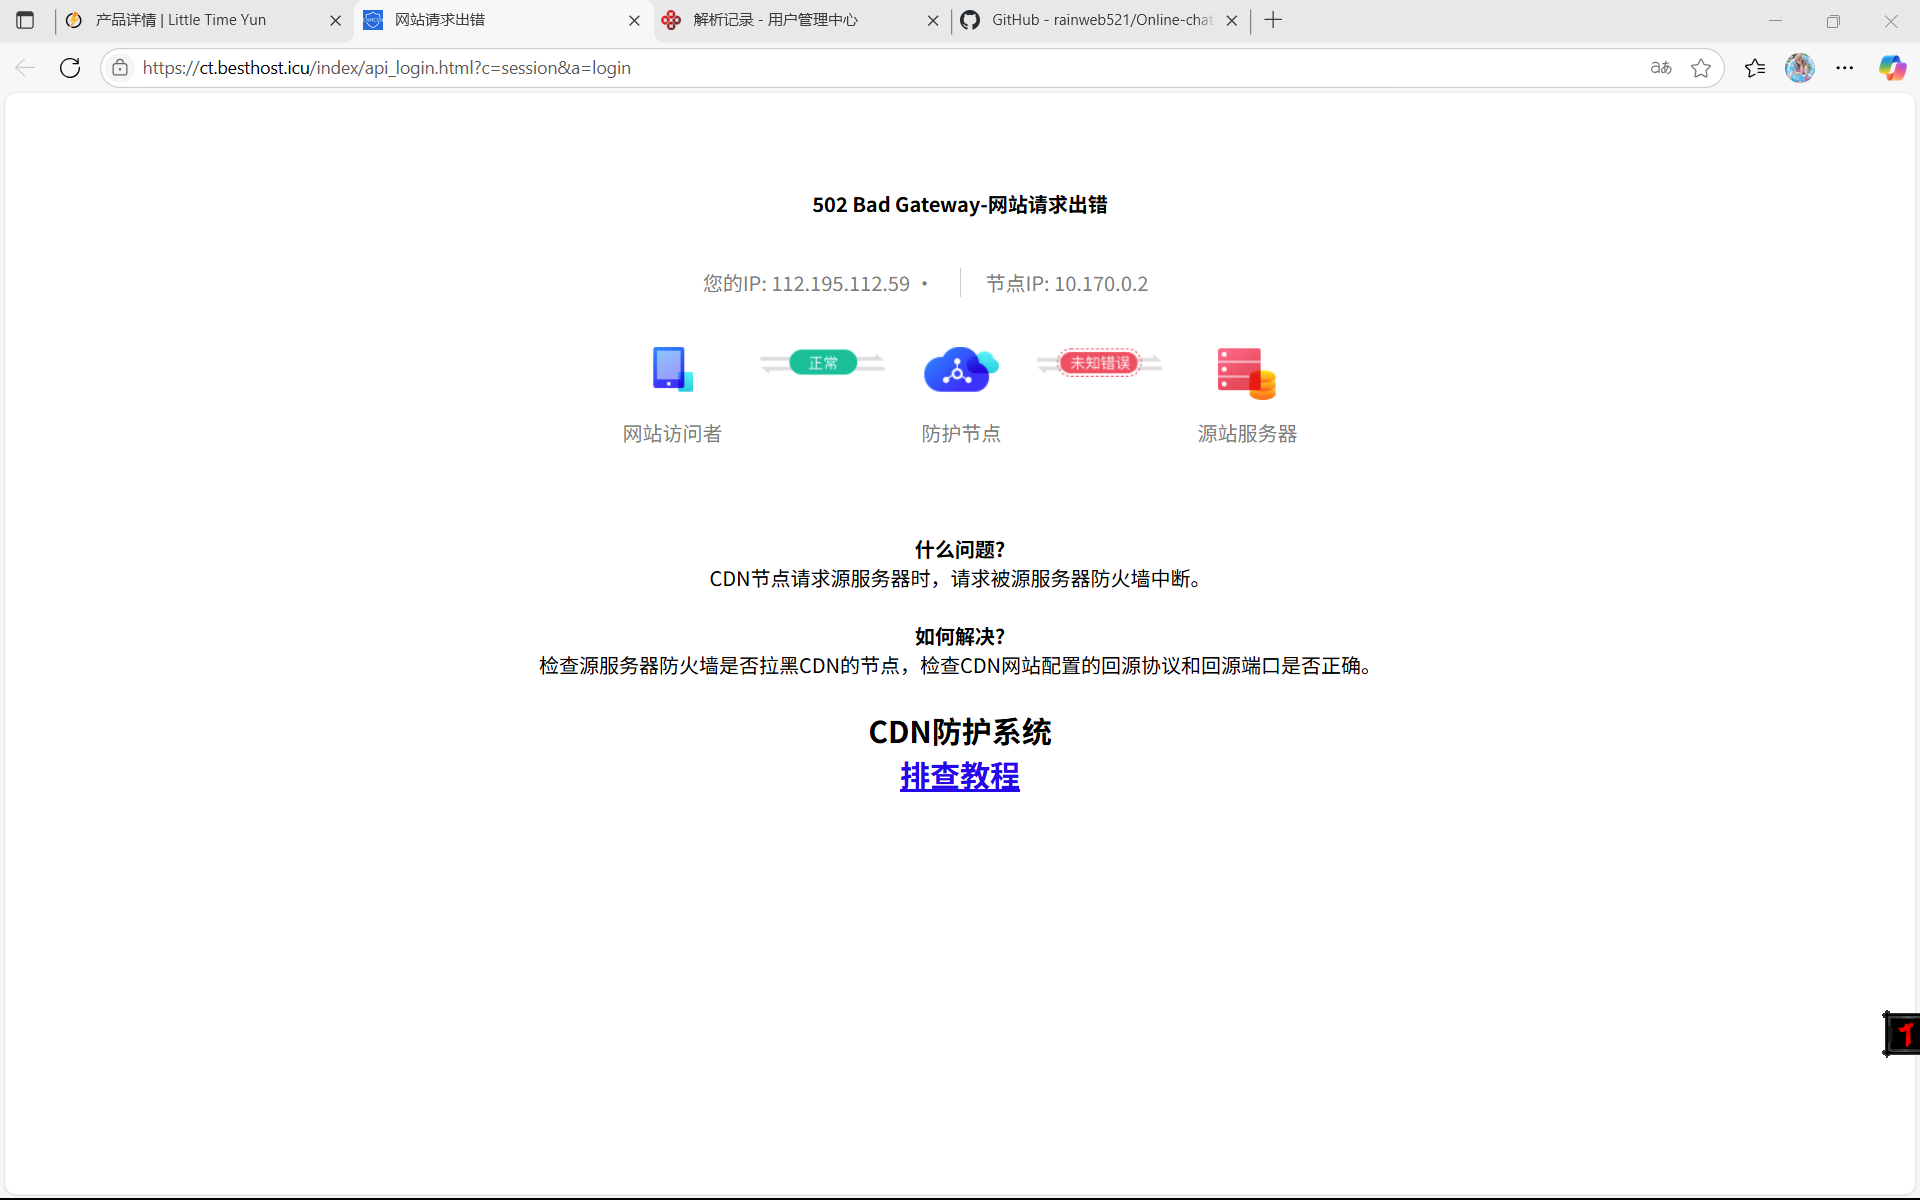 产品详情 | Little Time Yun
网站请求出错
解析记录 - 用户管理中心
GitHub - rainweb521/Online-chat
https://ct.besthost.icu/index/api_login.html?c=session&a=login
aあ
502 Bad Gateway-网站请求出错
您的IP: 112.195.112.59 •
节点IP: 10.170.0.2
正常
未知错误
网站访问者
防护节点
源站服务器
什么问题?
CDN节点请求源服务器时，请求被源服务器防火墙中断。
如何解决?
检查源服务器防火墙是否拉黑CDN的节点，检查CDN网站配置的回源协议和回源端口是否正确。
CDN防护系统
排查教程